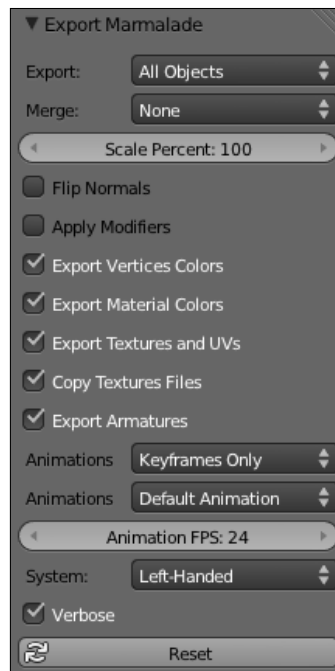 Export Marmalade
Export: All Objects
Merge: None
Scale Percent: 100
Flip Normals
Apply Modifiers
Export Vertices Colors
Export Material Colors
Export Textures and UVs
Copy Textures Files
Export Armatures
Animations Keyframes Only
Animations Default Animation
Animation FPS: 24
System: Left-Handed
Verbose
Reset